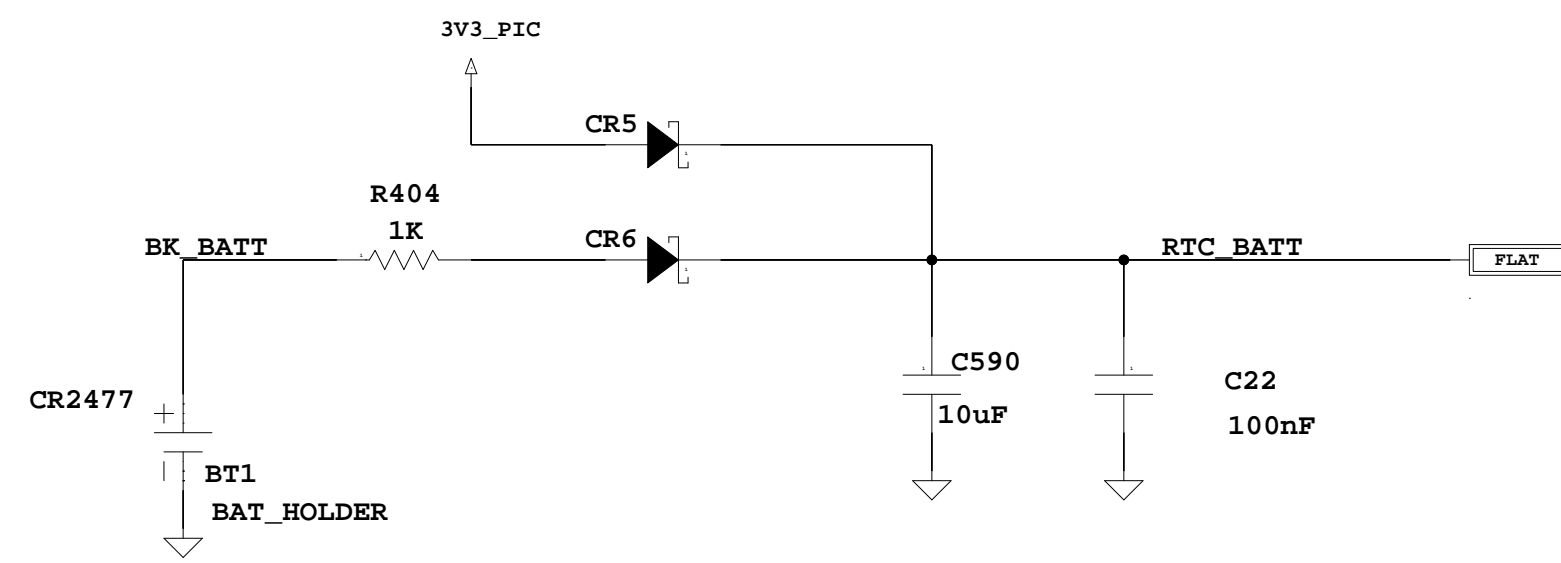 3V3_PIC
CR5
R404
1K
CR6
BK_BATT
RTC_BATT
FLAT
CR2477
BT1
BAT_HOLDER
C590
10uF
C22
100nF